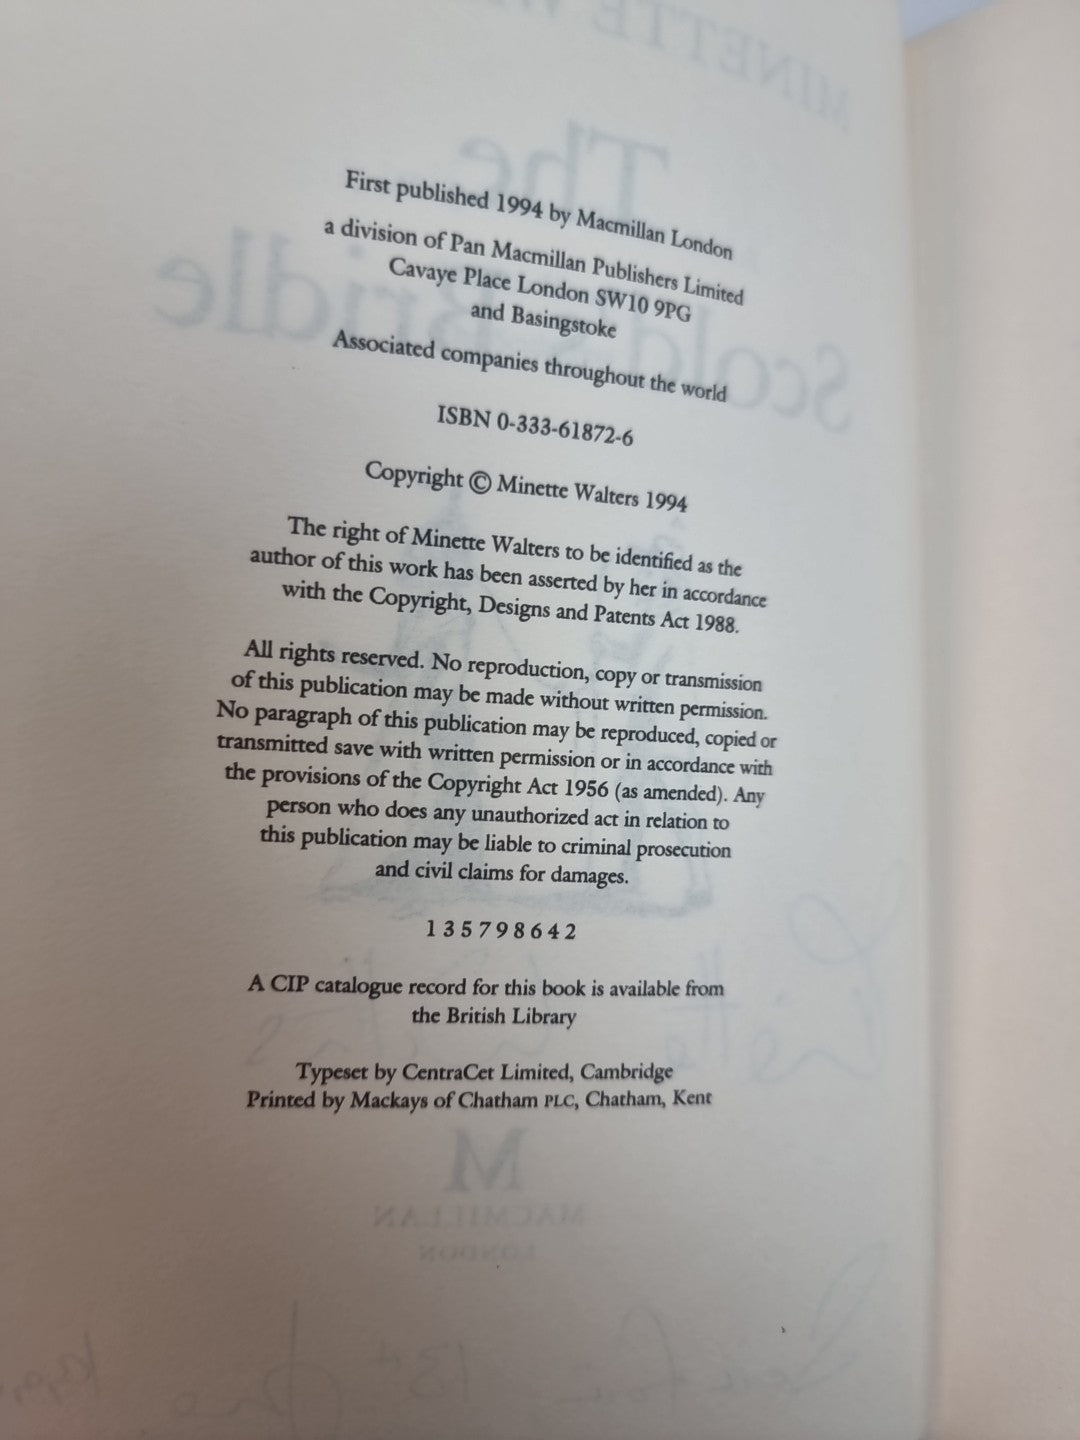 MINETTE
The
Scold's Bridle
First published 1994 by Macmillan London
a division of Pan Macmillan Publishers Limited
Cavaye Place London SW10 9PG
and Basingstoke
Associated companies throughout the world
ISBN 0-333-61872-6
Copyright © Minette Walters 1994
The right of Minette Walters to be identified as the
author of this work has been asserted by her in accordance
with the Copyright, Designs and Patents Act 1988.
All rights reserved. No reproduction, copy or transmission
of this publication may be made without written permission.
No paragraph of this publication may be reproduced, copied or
transmitted save with written permission or in accordance with
the provisions of the Copyright Act 1956 (as amended). Any
person who does any unauthorized act in relation to
this publication may be liable to criminal prosecution
and civil claims for damages.
1 3 5 7 9 8 6 4 2
A CIP catalogue record for this book is available from
the British Library
Typeset by CentraCet Limited, Cambridge
Printed by Mackays of Chatham PLC, Chatham, Kent
M
MACMILLAN
LONDON